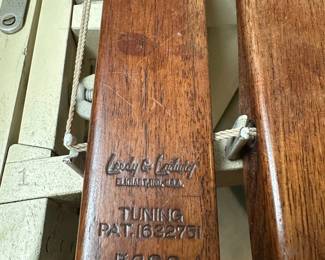 Leedy & Ludwig
ELKHART, IND., U.S.A.
TUNING
PAT. 1632751